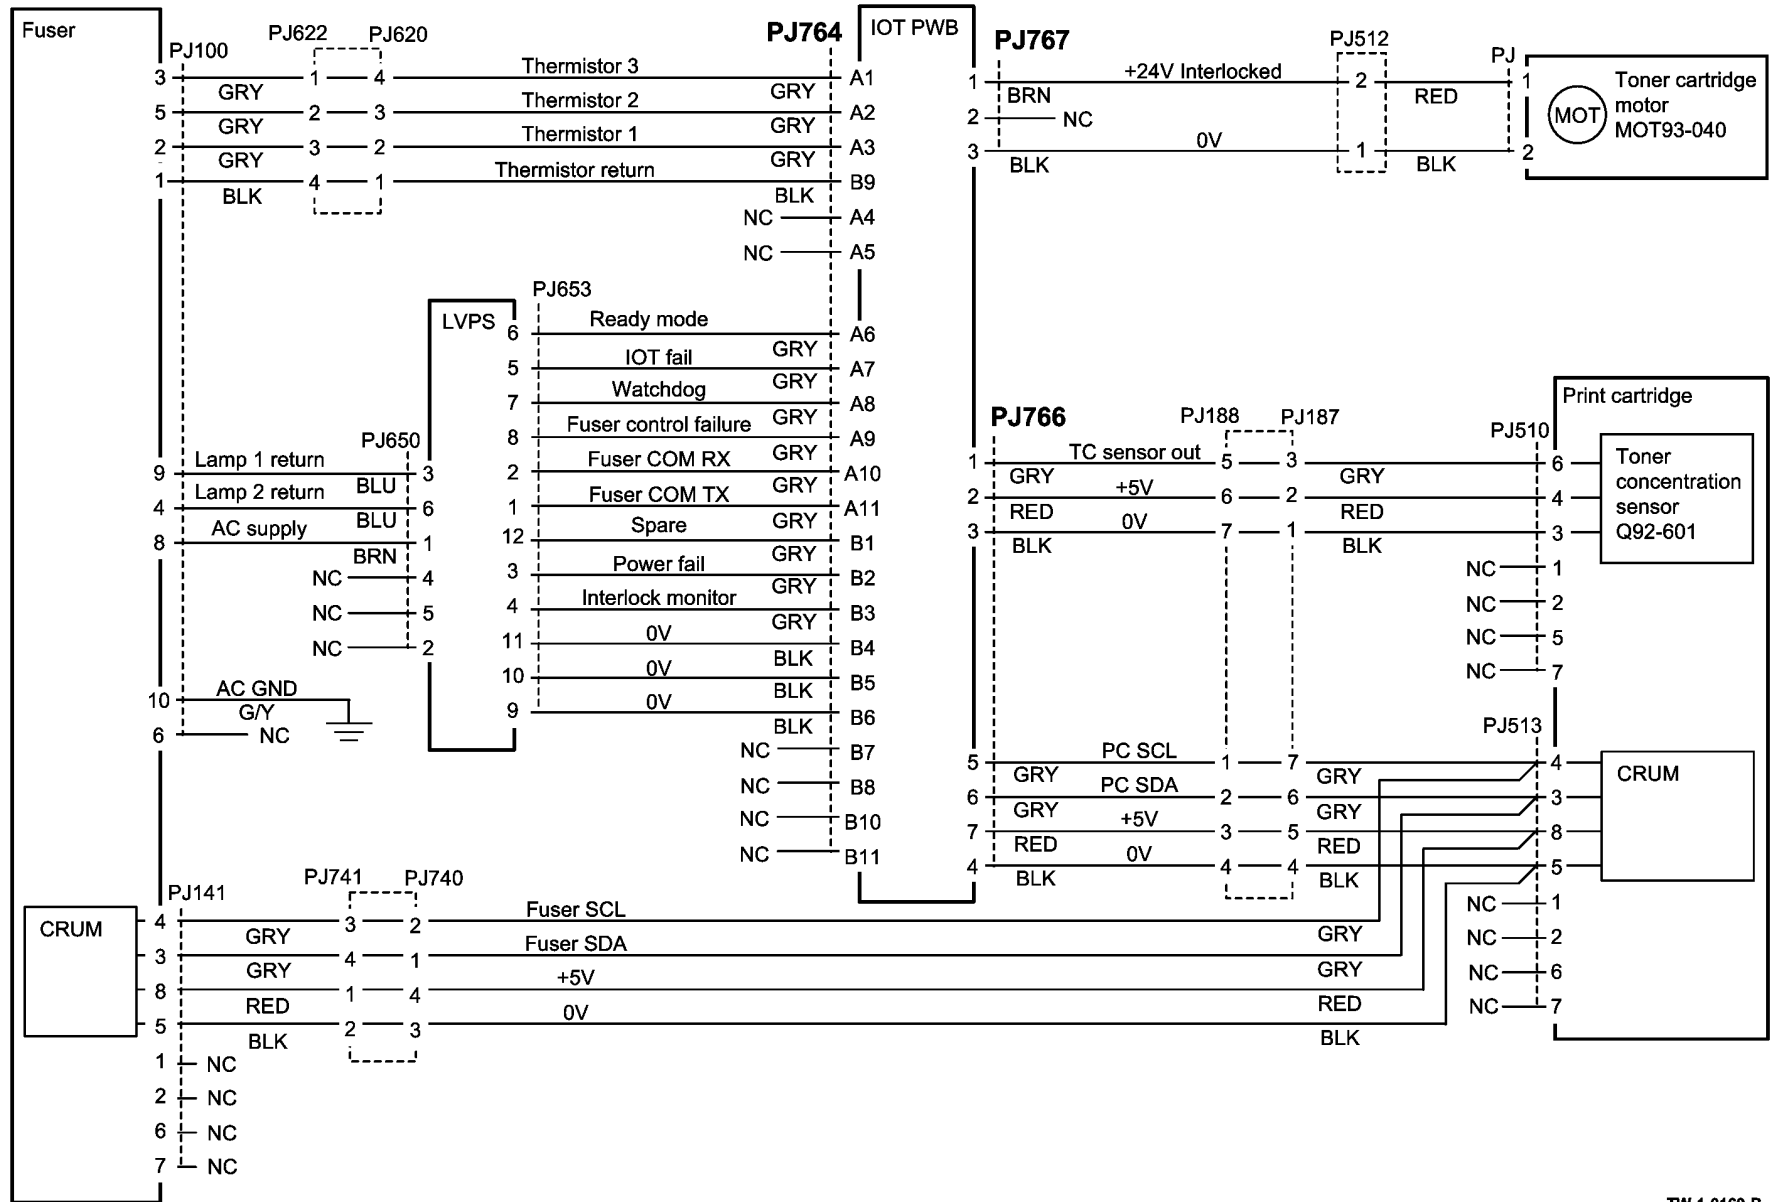 Fuser
PJ100
PJ622 PJ620
PJ764
IOT PWB
PJ767
PJ512
PJ
3 1 4 Thermistor 3 A1
GRY GRY
5 2 3 Thermistor 2 A2
GRY GRY
2 3 2 Thermistor 1 A3
GRY GRY
1 4 1 Thermistor return B9
BLK BLK
NC A4
NC A5
1 +24V Interlocked 2 1
BRN RED
2 NC
3 0V 1 2
BLK BLK
MOT
Toner cartridge
motor
MOT93-040
LVPS
PJ653
6 Ready mode A6
GRY
5 IOT fail A7
GRY
7 Watchdog A8
GRY
8 Fuser control failure A9
GRY
2 Fuser COM RX A10
GRY
1 Fuser COM TX A11
GRY
12 Spare B1
GRY
3 Power fail B2
GRY
4 Interlock monitor B3
GRY
11 0V B4
BLK
10 0V B5
BLK
9 0V B6
BLK
NC B7
NC B8
NC B10
NC B11
PJ650
9 Lamp 1 return 3
BLU
4 Lamp 2 return 6
BLU
8 AC supply 1
BRN
NC 4
NC 5
NC 2
10 AC GND
G/Y
6 NC
PJ766
PJ188 PJ187
PJ510
Print cartridge
1 TC sensor out 5 3 6
GRY GRY
2 +5V 6 2 4
RED RED
3 0V 7 1 3
BLK BLK
Toner
concentration
sensor
Q92-601
NC 1
NC 2
NC 5
NC 7
PJ513
5 PC SCL 1 7 4
GRY GRY
6 PC SDA 2 6 3
GRY GRY
7 +5V 3 5 8
RED RED
4 0V 4 4 5
BLK BLK
CRUM
NC 1
NC 2
NC 6
NC 7
PJ141
PJ741 PJ740
CRUM
4 3 2 Fuser SCL
GRY GRY
3 4 1 Fuser SDA
GRY GRY
8 1 4 +5V
RED RED
5 2 3 0V
BLK BLK
1 NC
2 NC
6 NC
7 NC